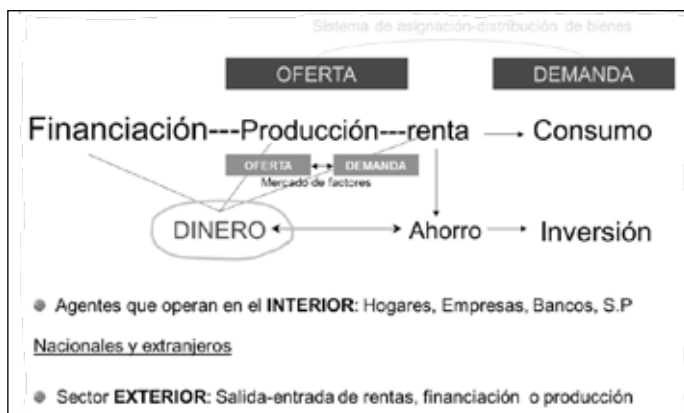 Sistema de asignación-distribución de bienes
OFERTA DEMANDA
Financiación---Producción---renta Consumo
OFERTA DEMANDA
Mercado de factores
DINERO Ahorro Inversión
Agentes que operan en el INTERIOR: Hogares, Empresas, Bancos, S.P
Nacionales y extranjeros
Sector EXTERIOR: Salida-entrada de rentas, financiación o producción